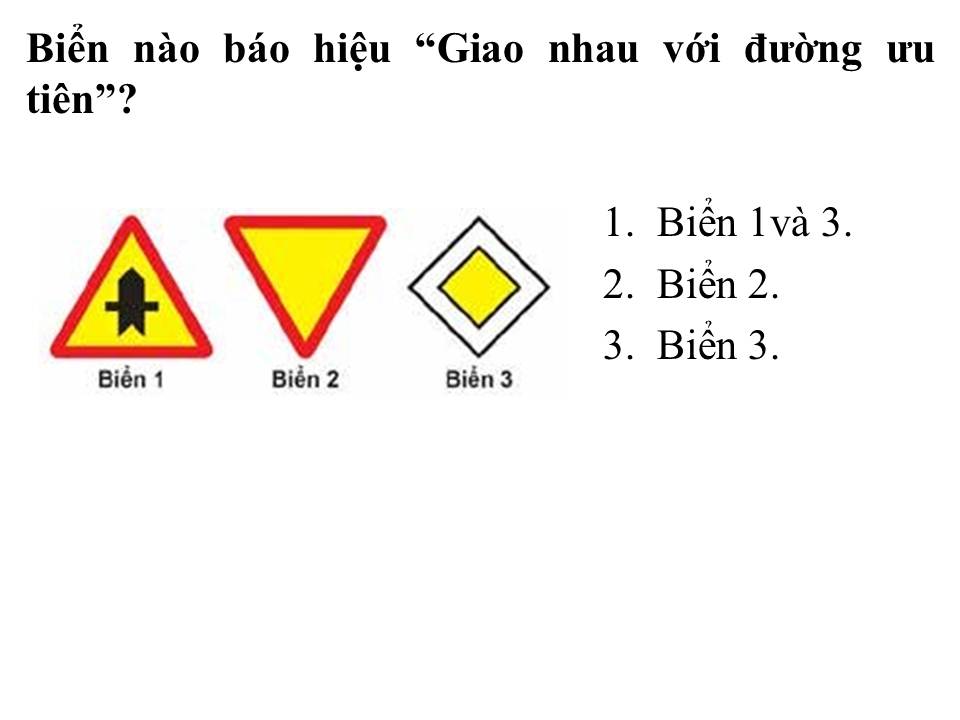 Biển nào báo hiệu “Giao nhau với đường ưu
tiên”?
1. Biển 1và 3.
2. Biển 2.
3. Biển 3.
Biển 1
Biển 2
Biển 3